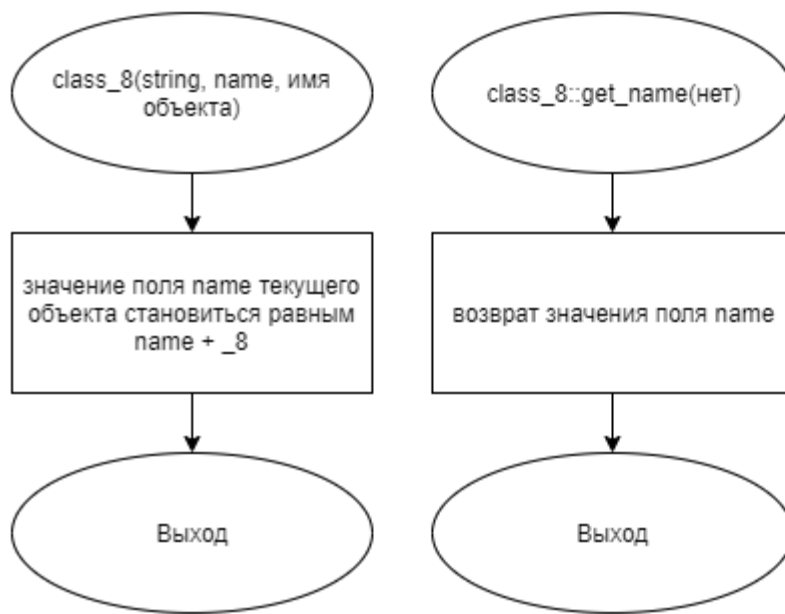 class_8(string, name, имя
объекта)
class_8::get_name(нет)
значение поля name текущего
объекта становиться равным
name + _8
возврат значения поля name
Выход
Выход